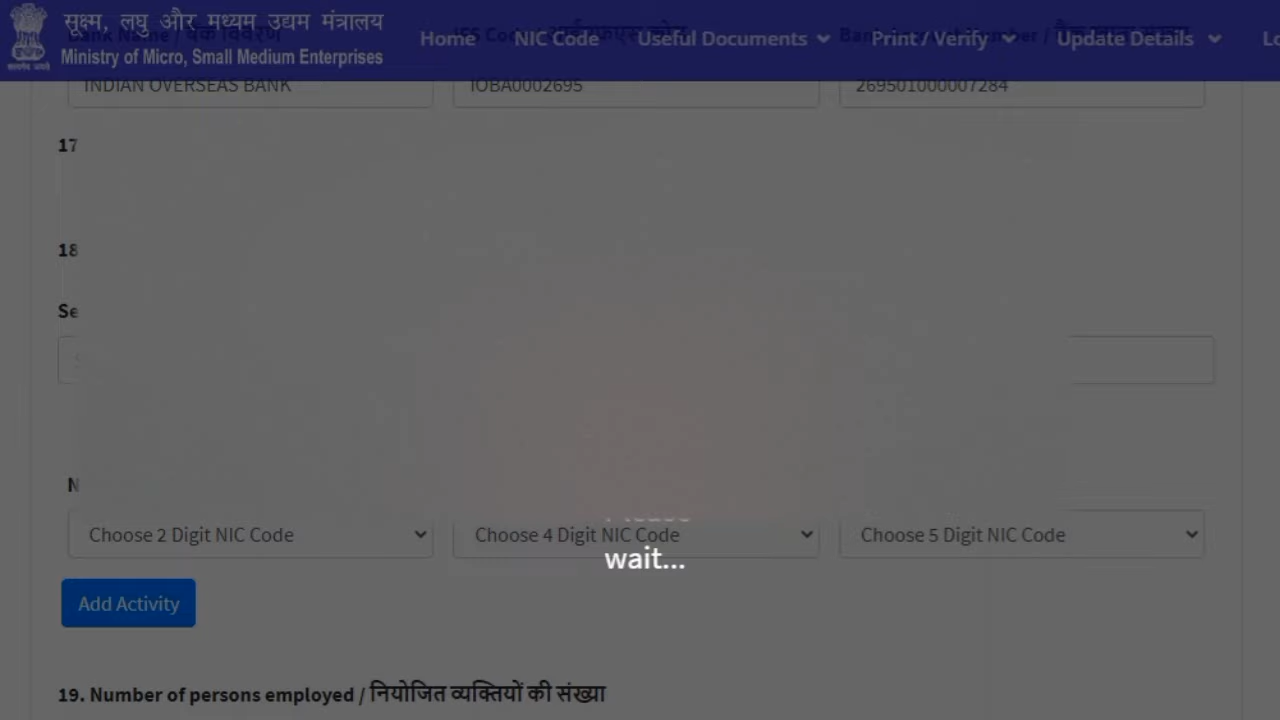 सूक्ष्म, लघु और मध्यम उद्यम मंत्रालय
Ministry of Micro, Small Medium Enterprises
Home NIC Code Useful Documents Print / Verify Update Details
INDIAN OVERSEAS BANK IOBA0002695 269501000007284
17
18
Se
N
Choose 2 Digit NIC Code Choose 4 Digit NIC Code Choose 5 Digit NIC Code
Please
wait...
Add Activity
19. Number of persons employed / नियोजित व्यक्तियों की संख्या